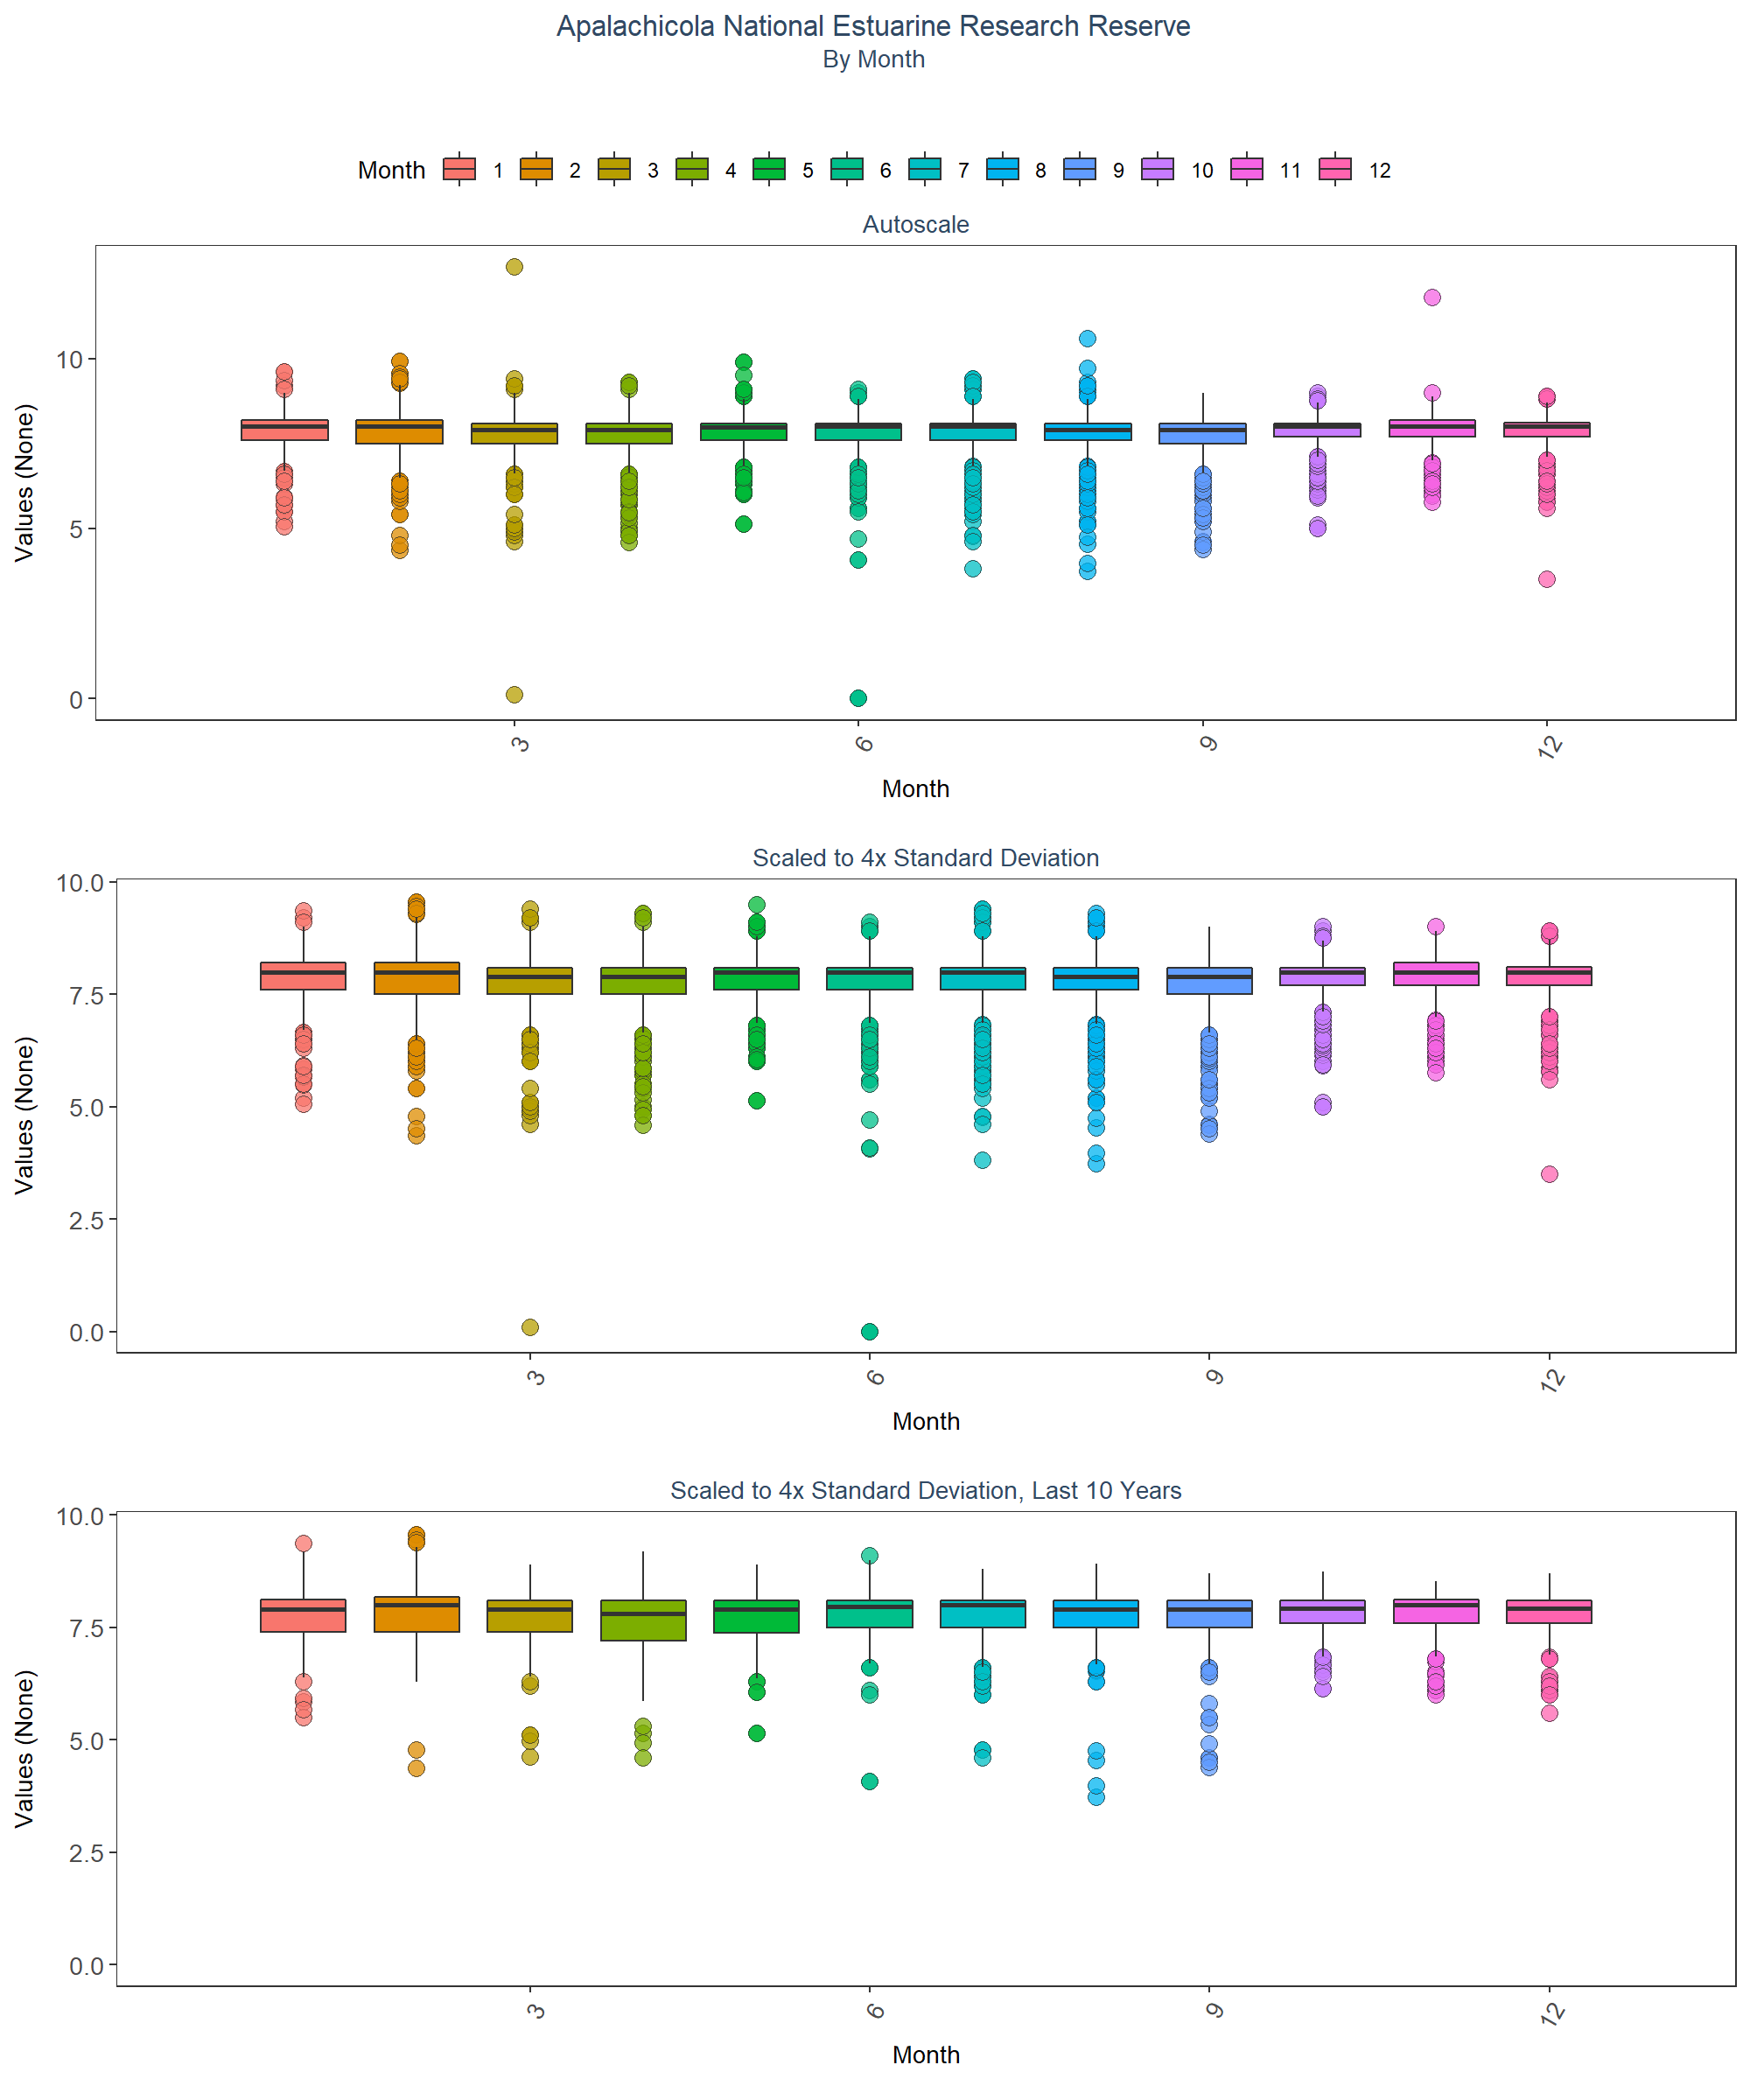 Apalachicola National Estuarine Research Reserve
By Month
Month 1 2 3 4 5 6 7 8 9 10 11 12
Autoscale
Values (None)
10
5
0
3 6 9 12
Month
Scaled to 4x Standard Deviation
Values (None)
10.0
7.5
5.0
2.5
0.0
3 6 9 12
Month
Scaled to 4x Standard Deviation, Last 10 Years
Values (None)
10.0
7.5
5.0
2.5
0.0
3 6 9 12
Month